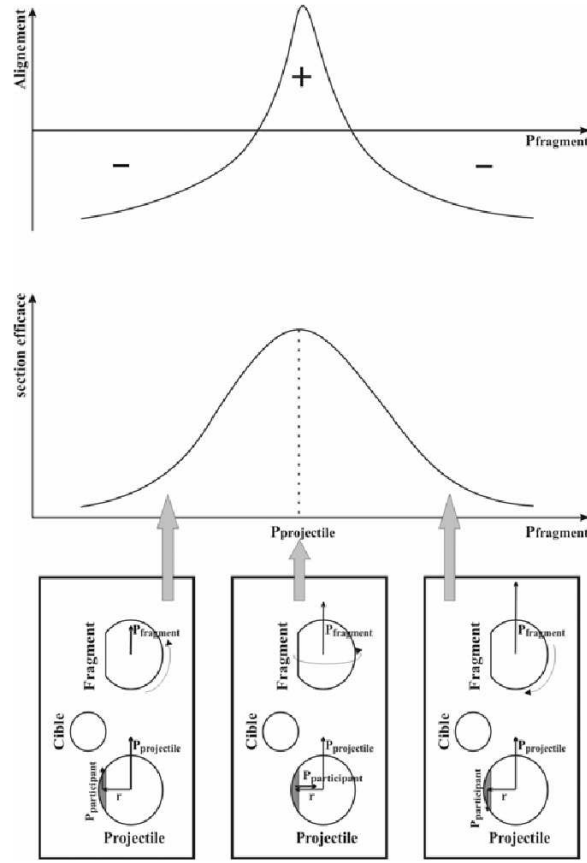 Alignement
+
Pfragment
−
−
section efficace
Pprojectile
Pfragment
Fragment
Pfragment
Cible
Pprojectile
Pparticipant
r
Projectile
Fragment
Pfragment
Cible
Pprojectile
Pparticipant
r
Projectile
Fragment
Pfragment
Cible
Pprojectile
Pparticipant
r
Projectile